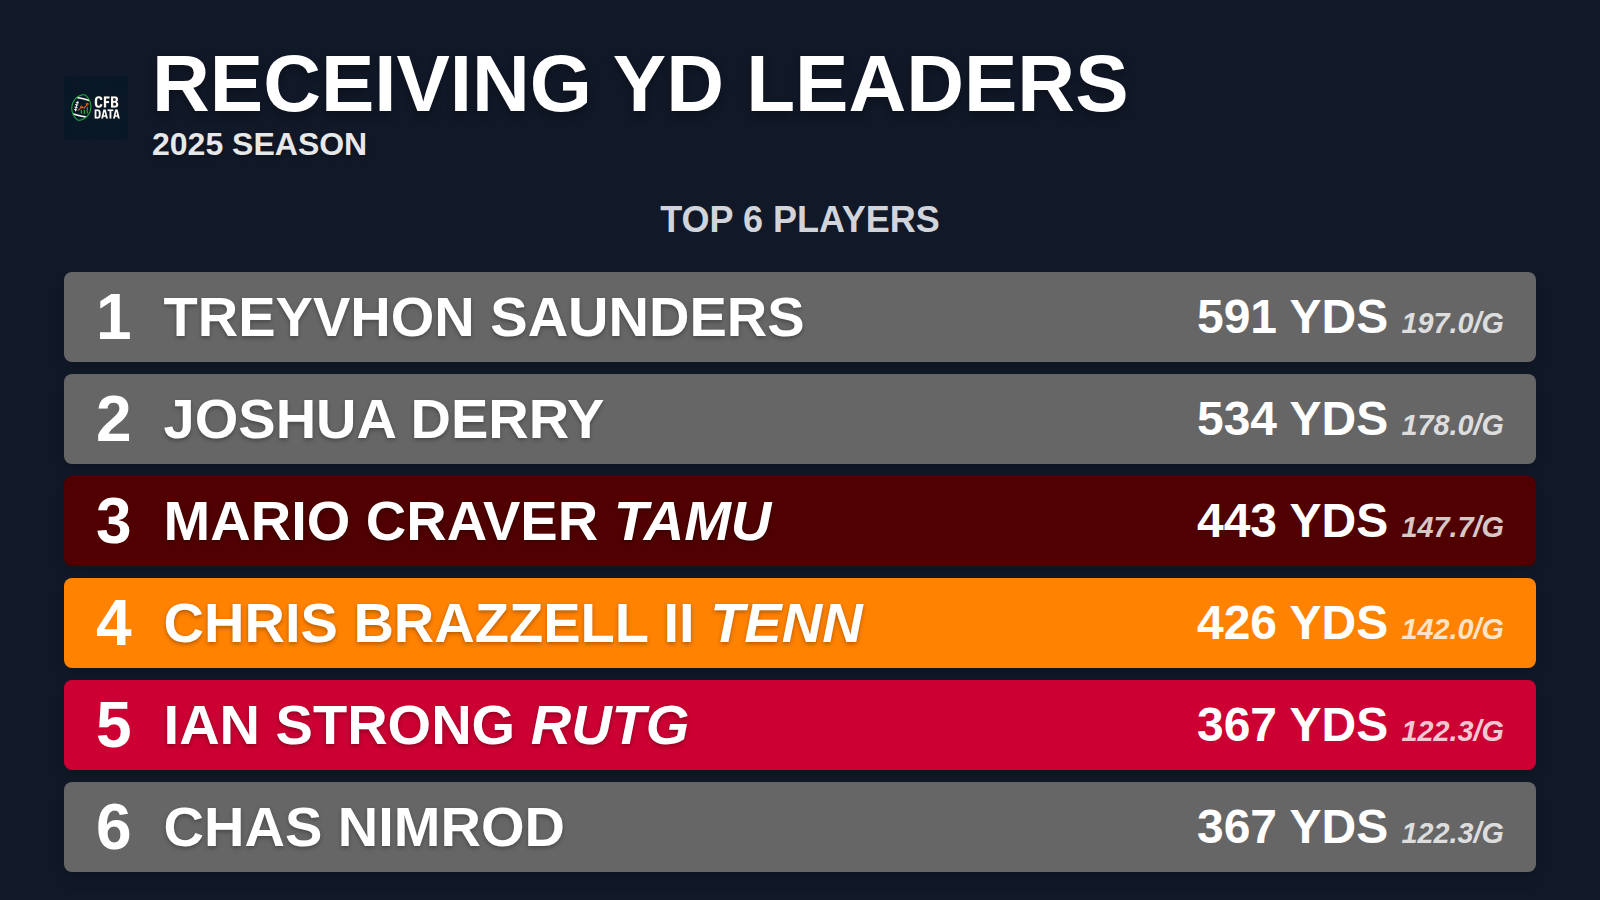 CFB
DATA
RECEIVING YD LEADERS
2025 SEASON
TOP 6 PLAYERS
1 TREYVHON SAUNDERS 591 YDS 197.0/G
2 JOSHUA DERRY 534 YDS 178.0/G
3 MARIO CRAVER TAMU 443 YDS 147.7/G
4 CHRIS BRAZZELL II TENN 426 YDS 142.0/G
5 IAN STRONG RUTG 367 YDS 122.3/G
6 CHAS NIMROD 367 YDS 122.3/G